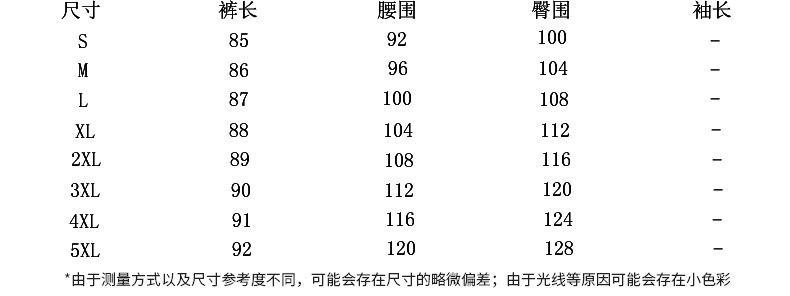 尺寸 裤长 腰围 臀围 袖长
S 85 92 100 -
M 86 96 104 -
L 87 100 108 -
XL 88 104 112 -
2XL 89 108 116 -
3XL 90 112 120 -
4XL 91 116 124 -
5XL 92 120 128 -
*由于测量方式以及尺寸参考度不同，可能会存在尺寸的略微偏差；由于光线等原因可能会存在小色彩